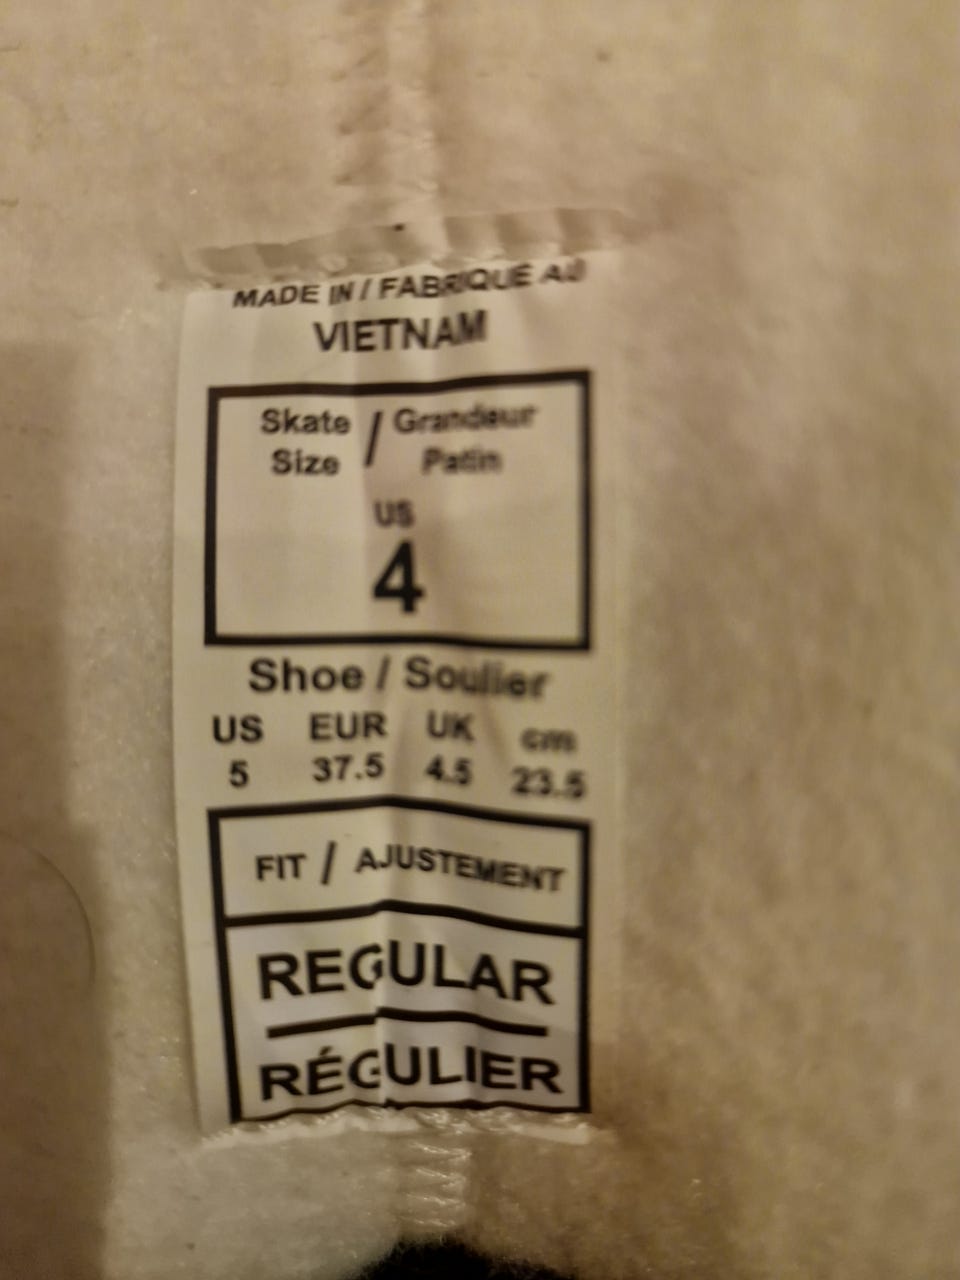 MADE IN / FABRIQUÉ AU
VIETNAM
Skate / Grandeur
Size Patin
US
4
Shoe / Soulier
US EUR UK cm
5 37.5 4.5 23.5
FIT / AJUSTEMENT
REGULAR
RÉGULIER